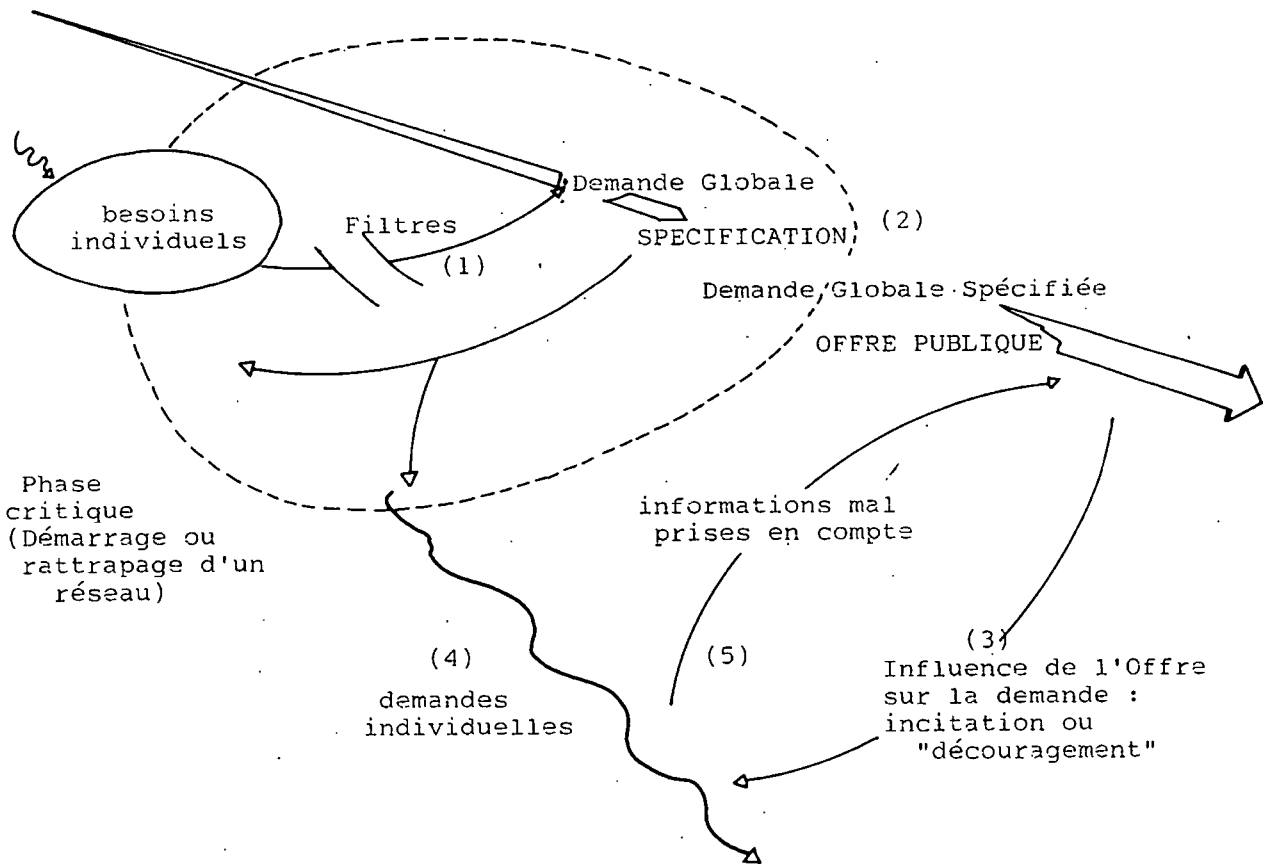 Demande Globale
besoins
individuels
Filtres
(1)
SPECIFICATION
(2)
Demande Globale Spécifiée
OFFRE PUBLIQUE
Phase
critique
(Démarrage ou
rattrapage d'un
réseau)
informations mal
prises en compte
(4)
demandes
individuelles
(5)
(3)
Influence de l'Offre
sur la demande :
incitation ou
"découragement"